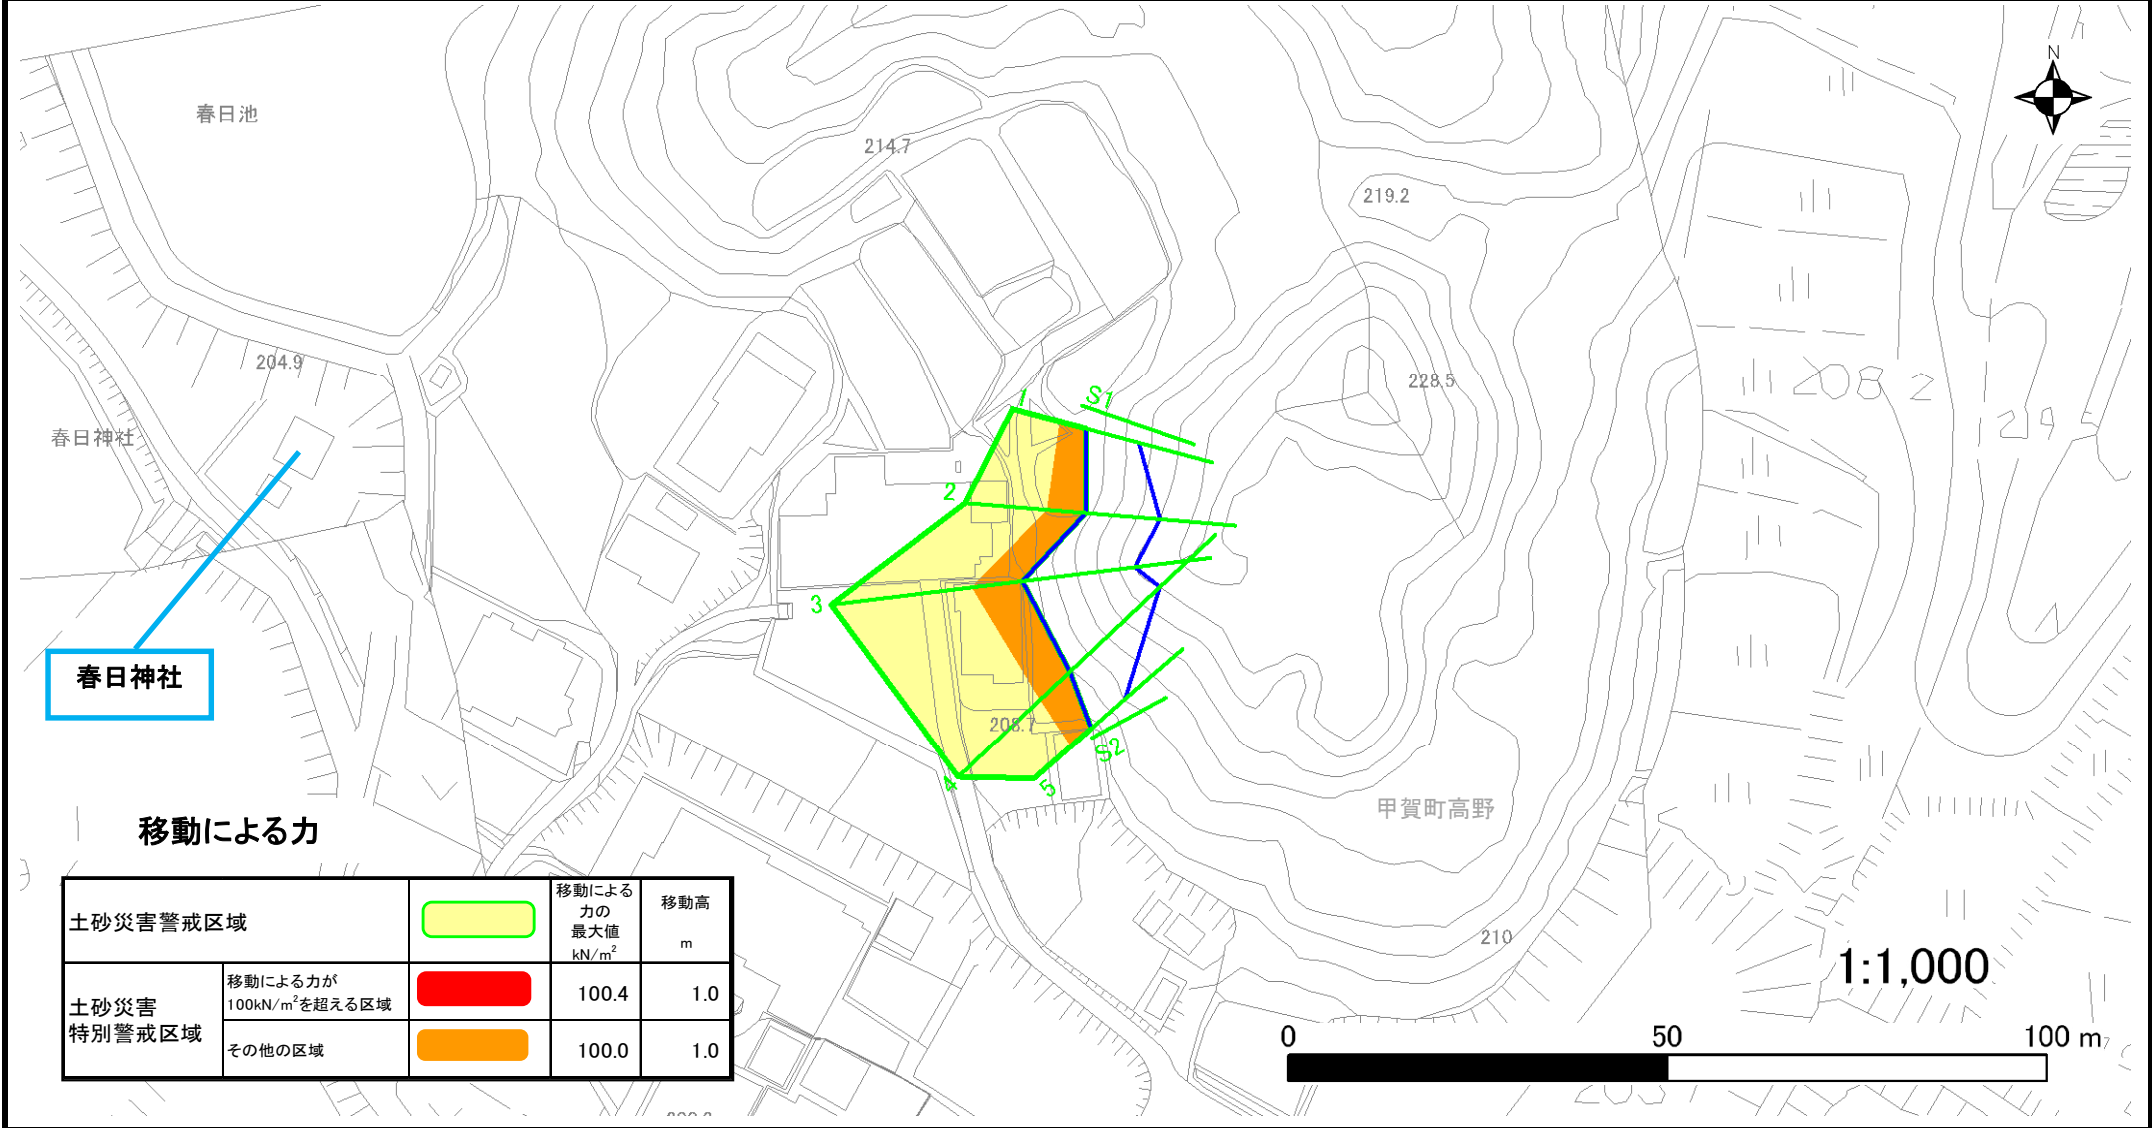 N
春日池
214.7
219.2
204.9
228.5
春日神社
1
S1
2
3
春日神社
208.7
S2
4
5
甲賀町高野
210
移動による力
土砂災害警戒区域
移動による力の最大値 kN/m²
移動高 m
土砂災害特別警戒区域
移動による力が100kN/m²を超える区域
100.4
1.0
その他の区域
100.0
1.0
1:1,000
0
50
100 m